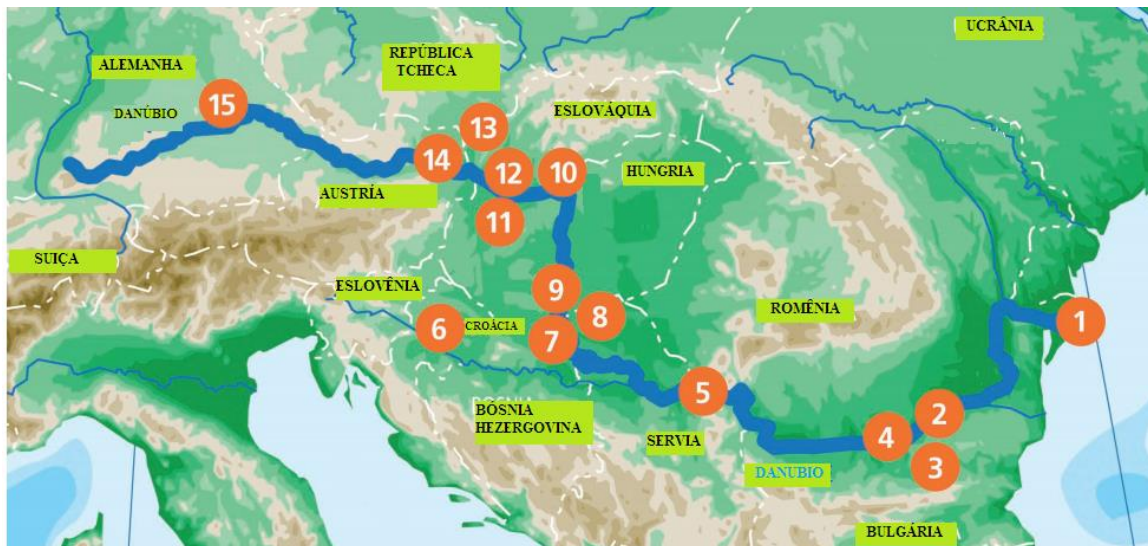 UCRÂNIA
REPÚBLICA
TCHECA
ALEMANHA
15
DANÚBIO
ESLOVÁQUIA
13
14
12
10
HUNGRIA
AUSTRÍA
11
SUIÇA
ESLOVÊNIA
9
8
6
CROÁCIA
7
ROMÊNIA
1
5
BÓSNIA
HEZERGOVINA
2
4
SERVIA
3
DANUBIO
BULGÁRIA